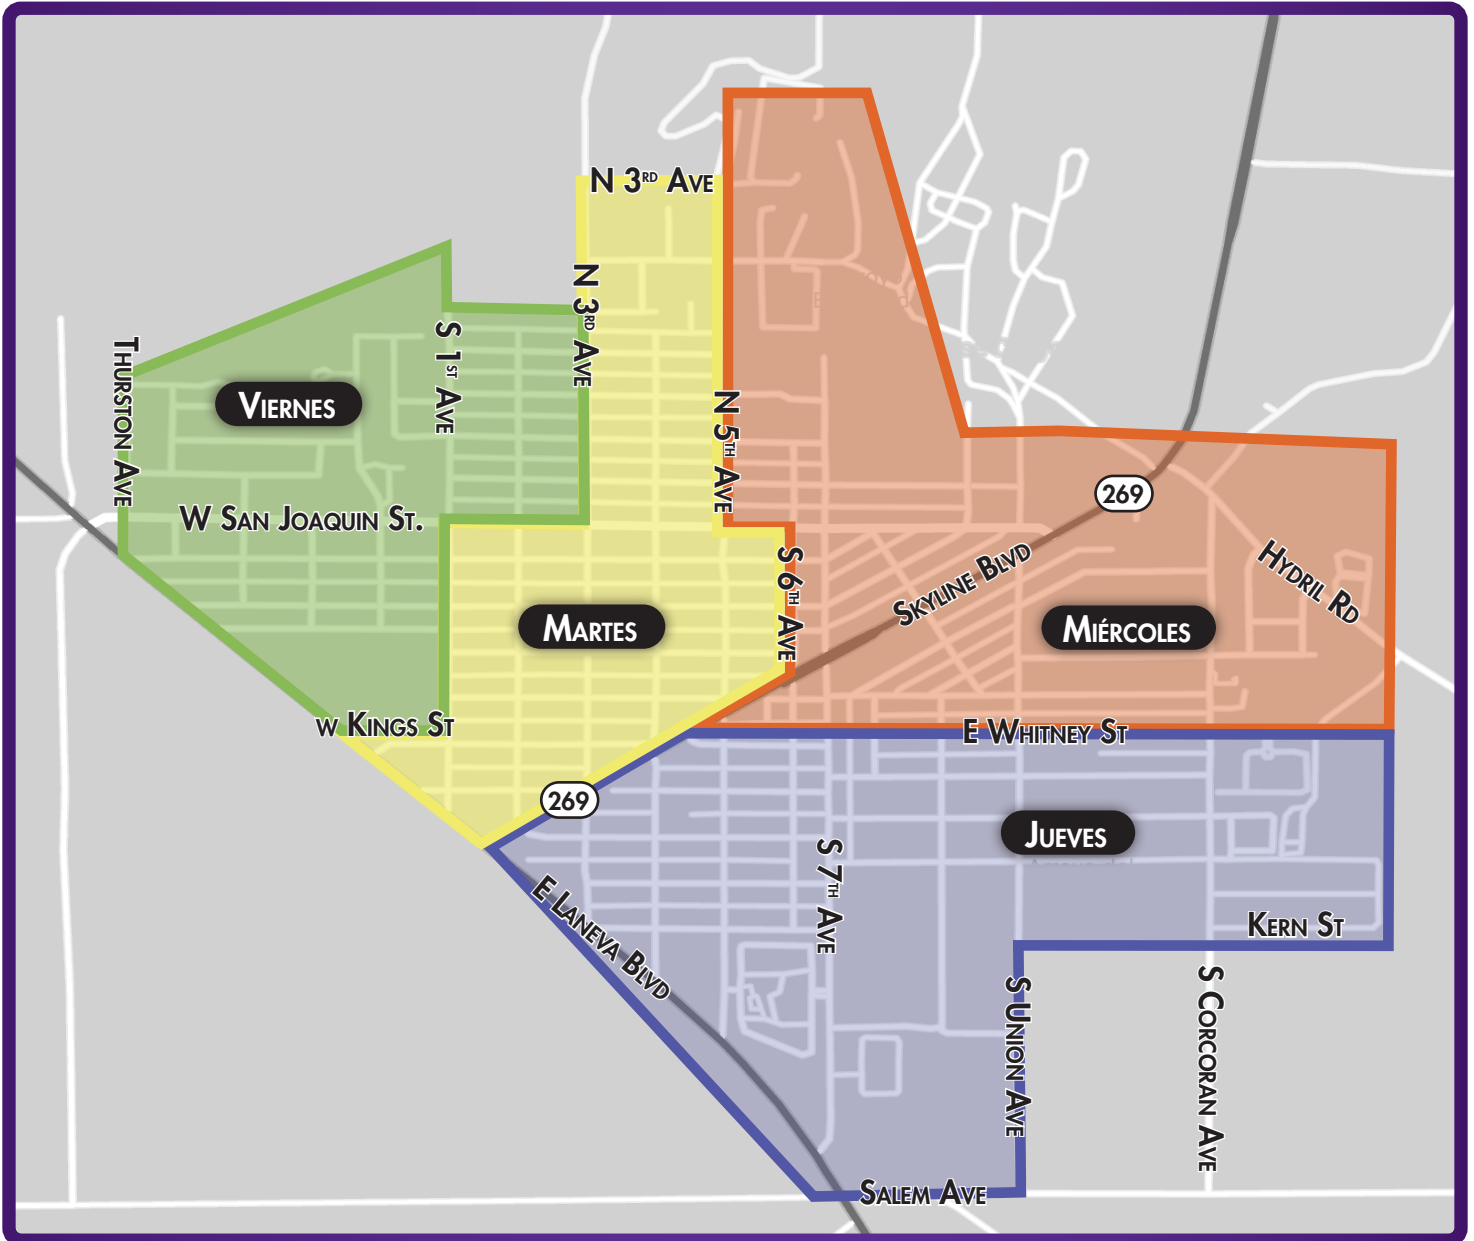 N 3RD AVE
N 3RD AVE
THURSTON AVE
S 1ST AVE
VIERNES
N 5TH AVE
269
W SAN JOAQUIN ST.
S 6TH AVE
SKYLINE BLVD
HYDRIL RD
MARTES
MIÉRCOLES
W KINGS ST
E WHITNEY ST
269
JUEVES
S 7TH AVE
E LANEVA BLVD
KERN ST
S UNION AVE
S CORCORAN AVE
SALEM AVE